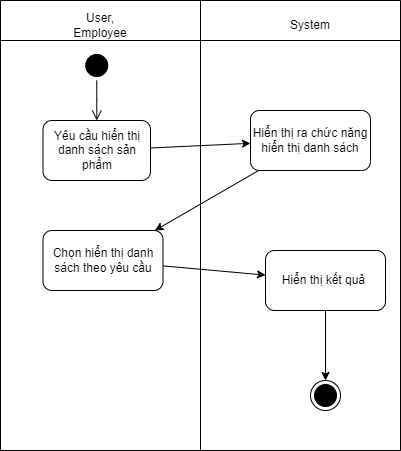 User,
Employee
System
Yêu cầu hiển thị
danh sách sản
phẩm
Hiển thị ra chức năng
hiển thị danh sách
Chọn hiển thị danh
sách theo yêu cầu
Hiển thị kết quả